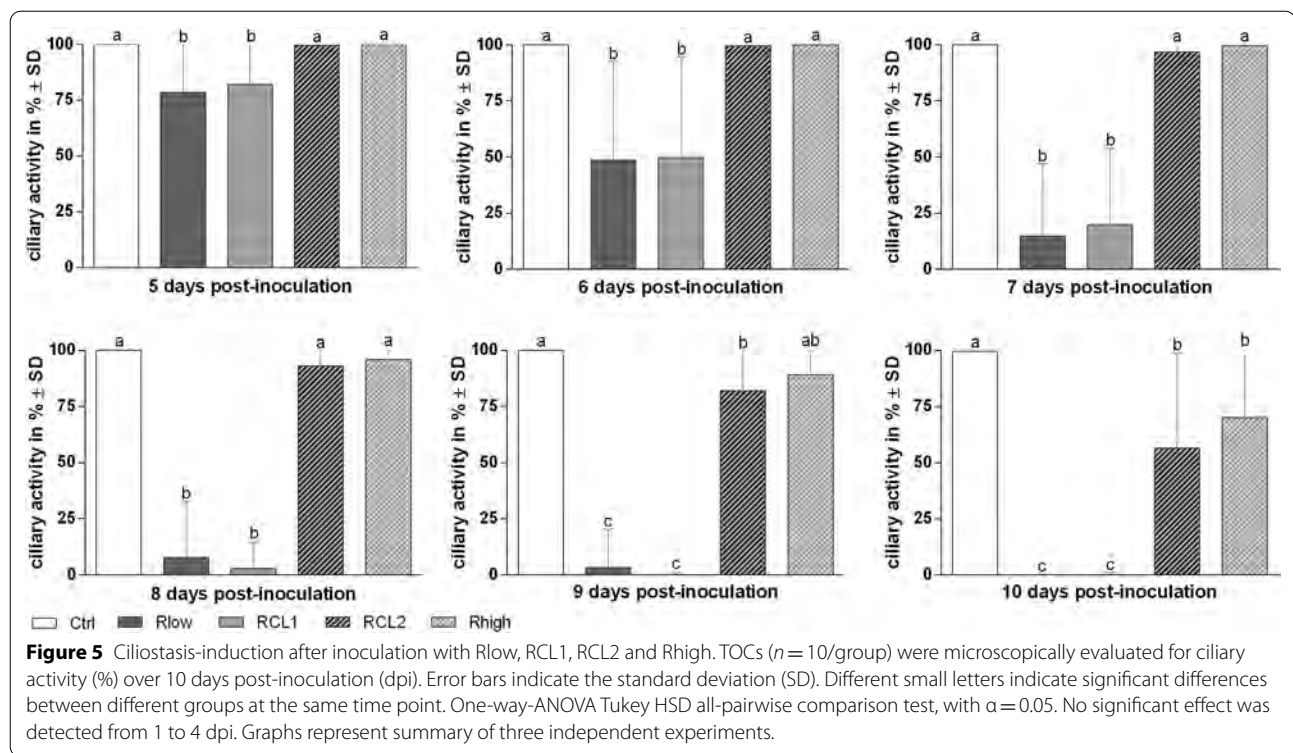 a b b a a
100
75
50
25
0
ciliary activity in % ± SD
5 days post-inoculation
a b b a a
100
75
50
25
0
ciliary activity in % ± SD
6 days post-inoculation
a b b a a
100
75
50
25
0
ciliary activity in % ± SD
7 days post-inoculation
a b b a a
100
75
50
25
0
ciliary activity in % ± SD
8 days post-inoculation
a c c b ab
100
75
50
25
0
ciliary activity in % ± SD
9 days post-inoculation
a c c b b
100
75
50
25
0
ciliary activity in % ± SD
10 days post-inoculation
Ctrl Rlow RCL1 RCL2 Rhigh
Figure 5 Ciliostasis-induction after inoculation with Rlow, RCL1, RCL2 and Rhigh. TOCs (n = 10/group) were microscopically evaluated for ciliary
activity (%) over 10 days post-inoculation (dpi). Error bars indicate the standard deviation (SD). Different small letters indicate significant differences
between different groups at the same time point. One-way-ANOVA Tukey HSD all-pairwise comparison test, with α = 0.05. No significant effect was
detected from 1 to 4 dpi. Graphs represent summary of three independent experiments.